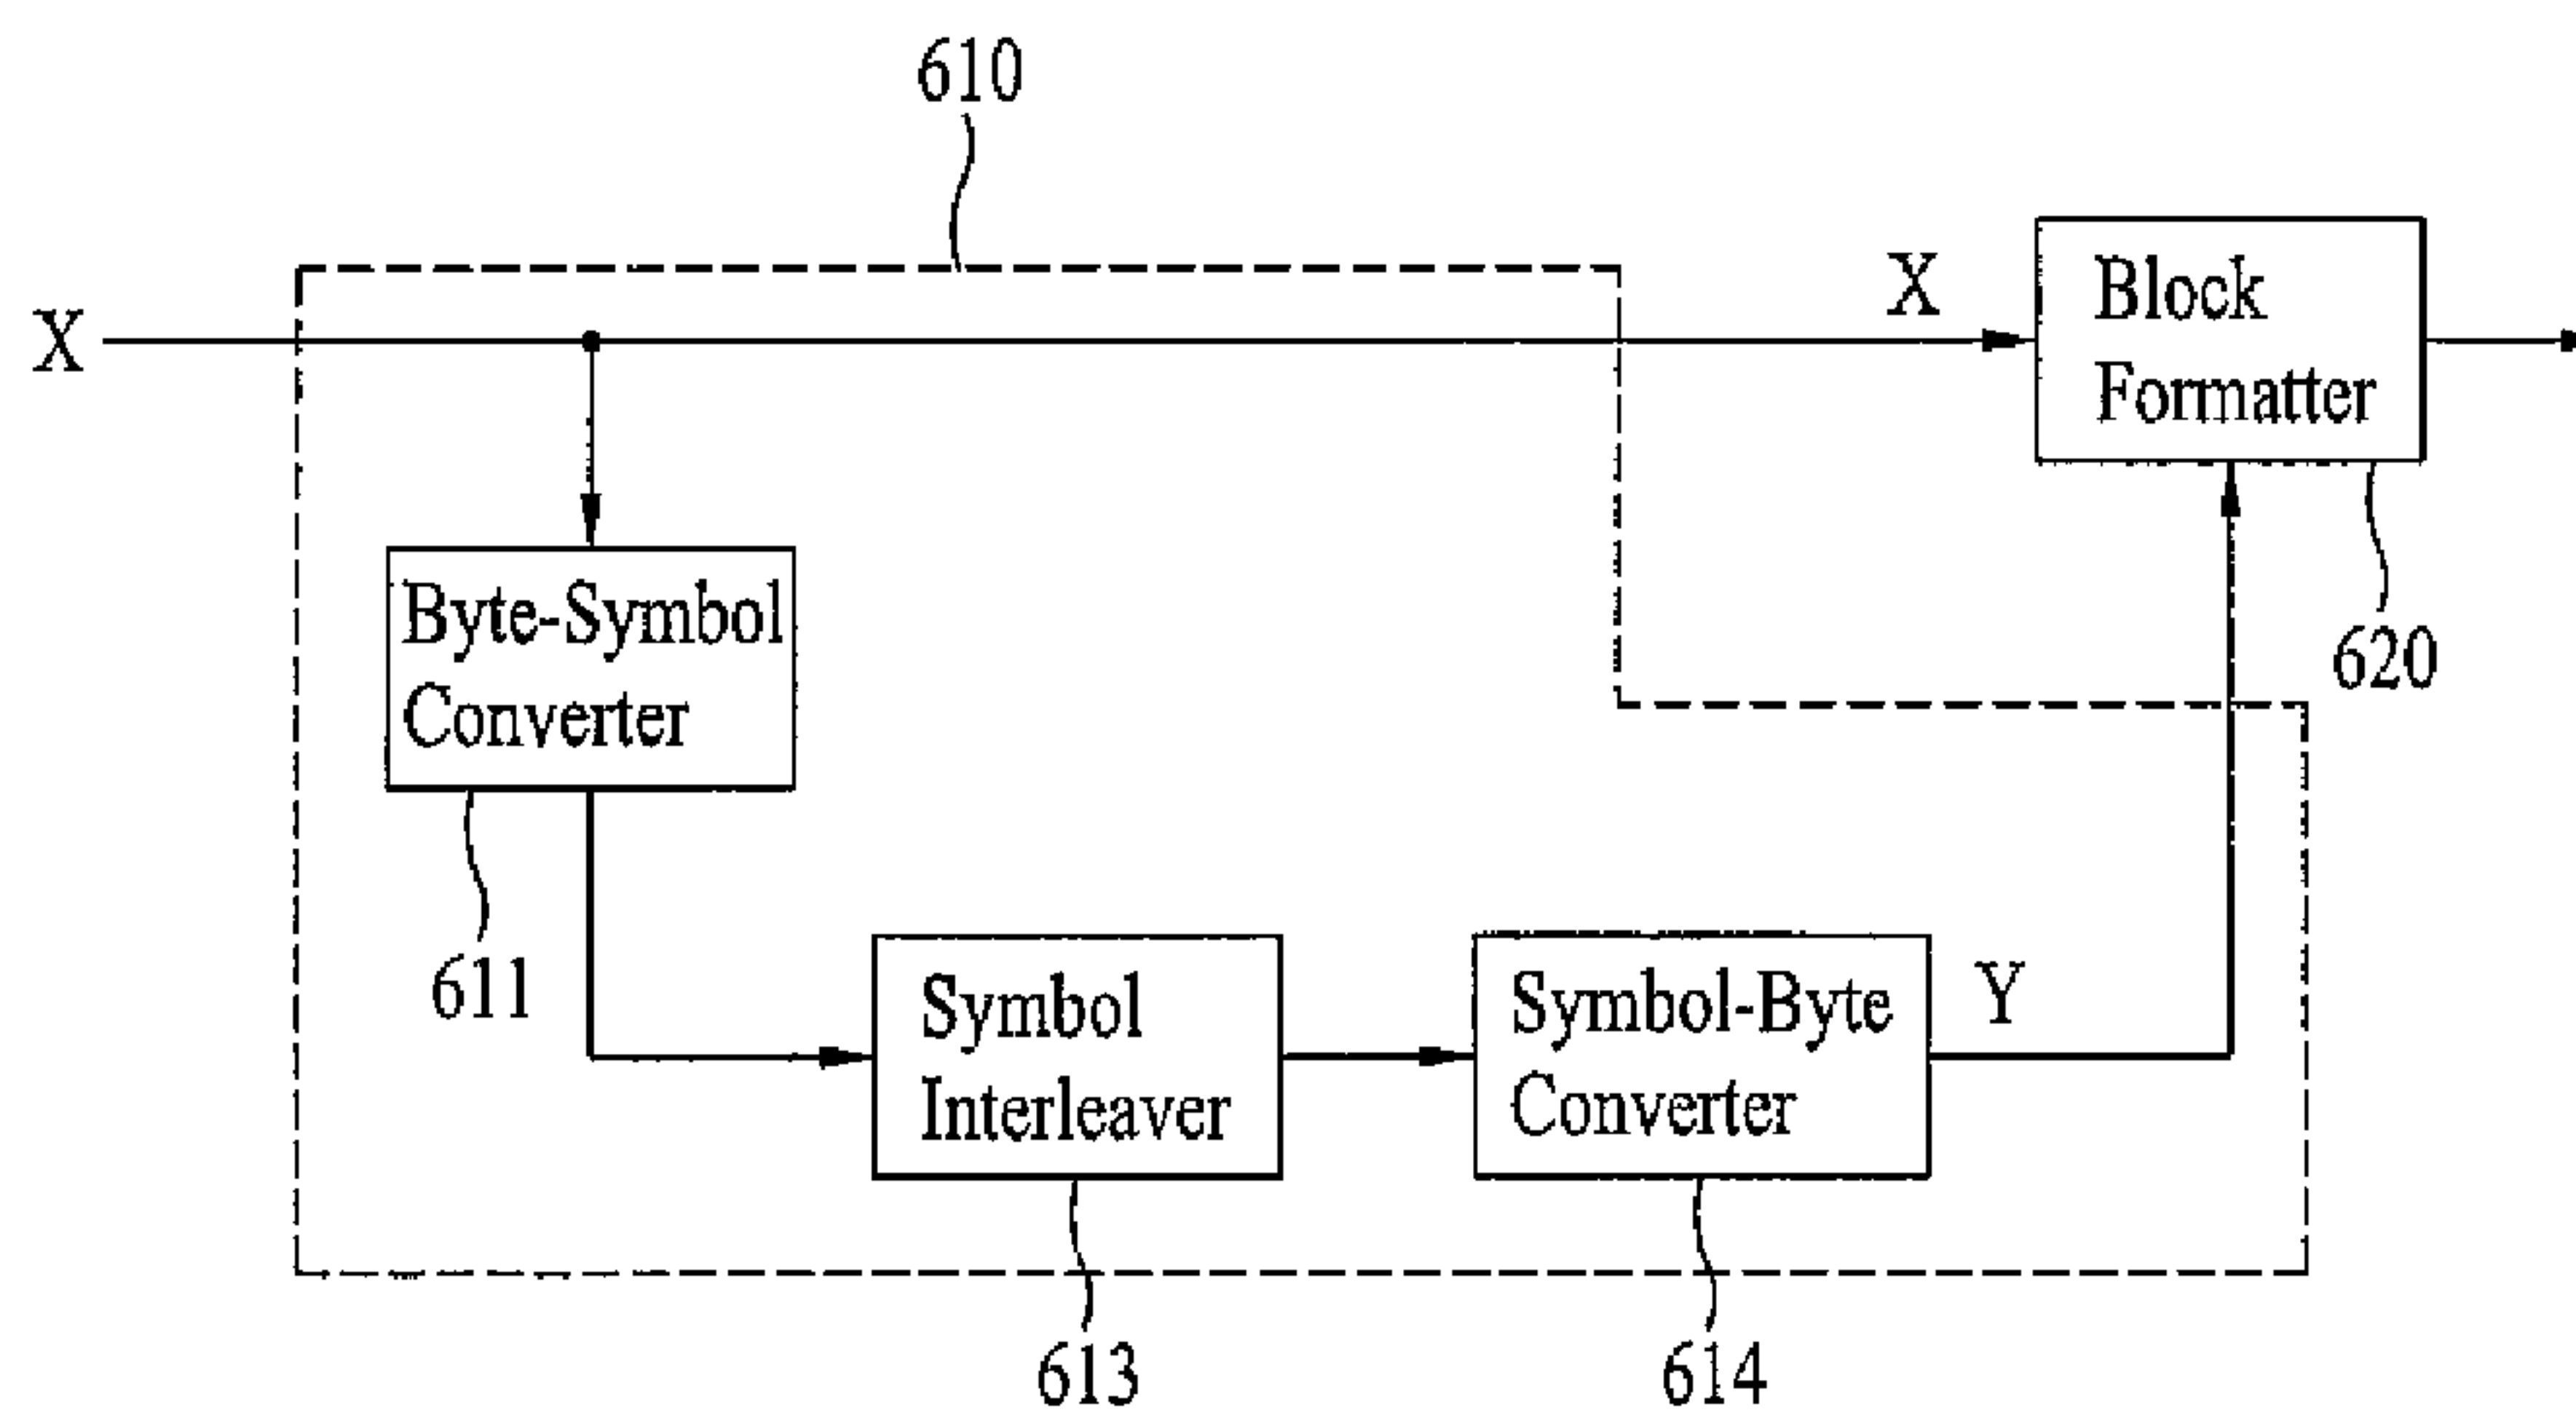 610
X
X
Block
Formatter
Byte-Symbol
Converter
620
611
Symbol
Interleaver
Symbol-Byte
Converter
Y
613
614